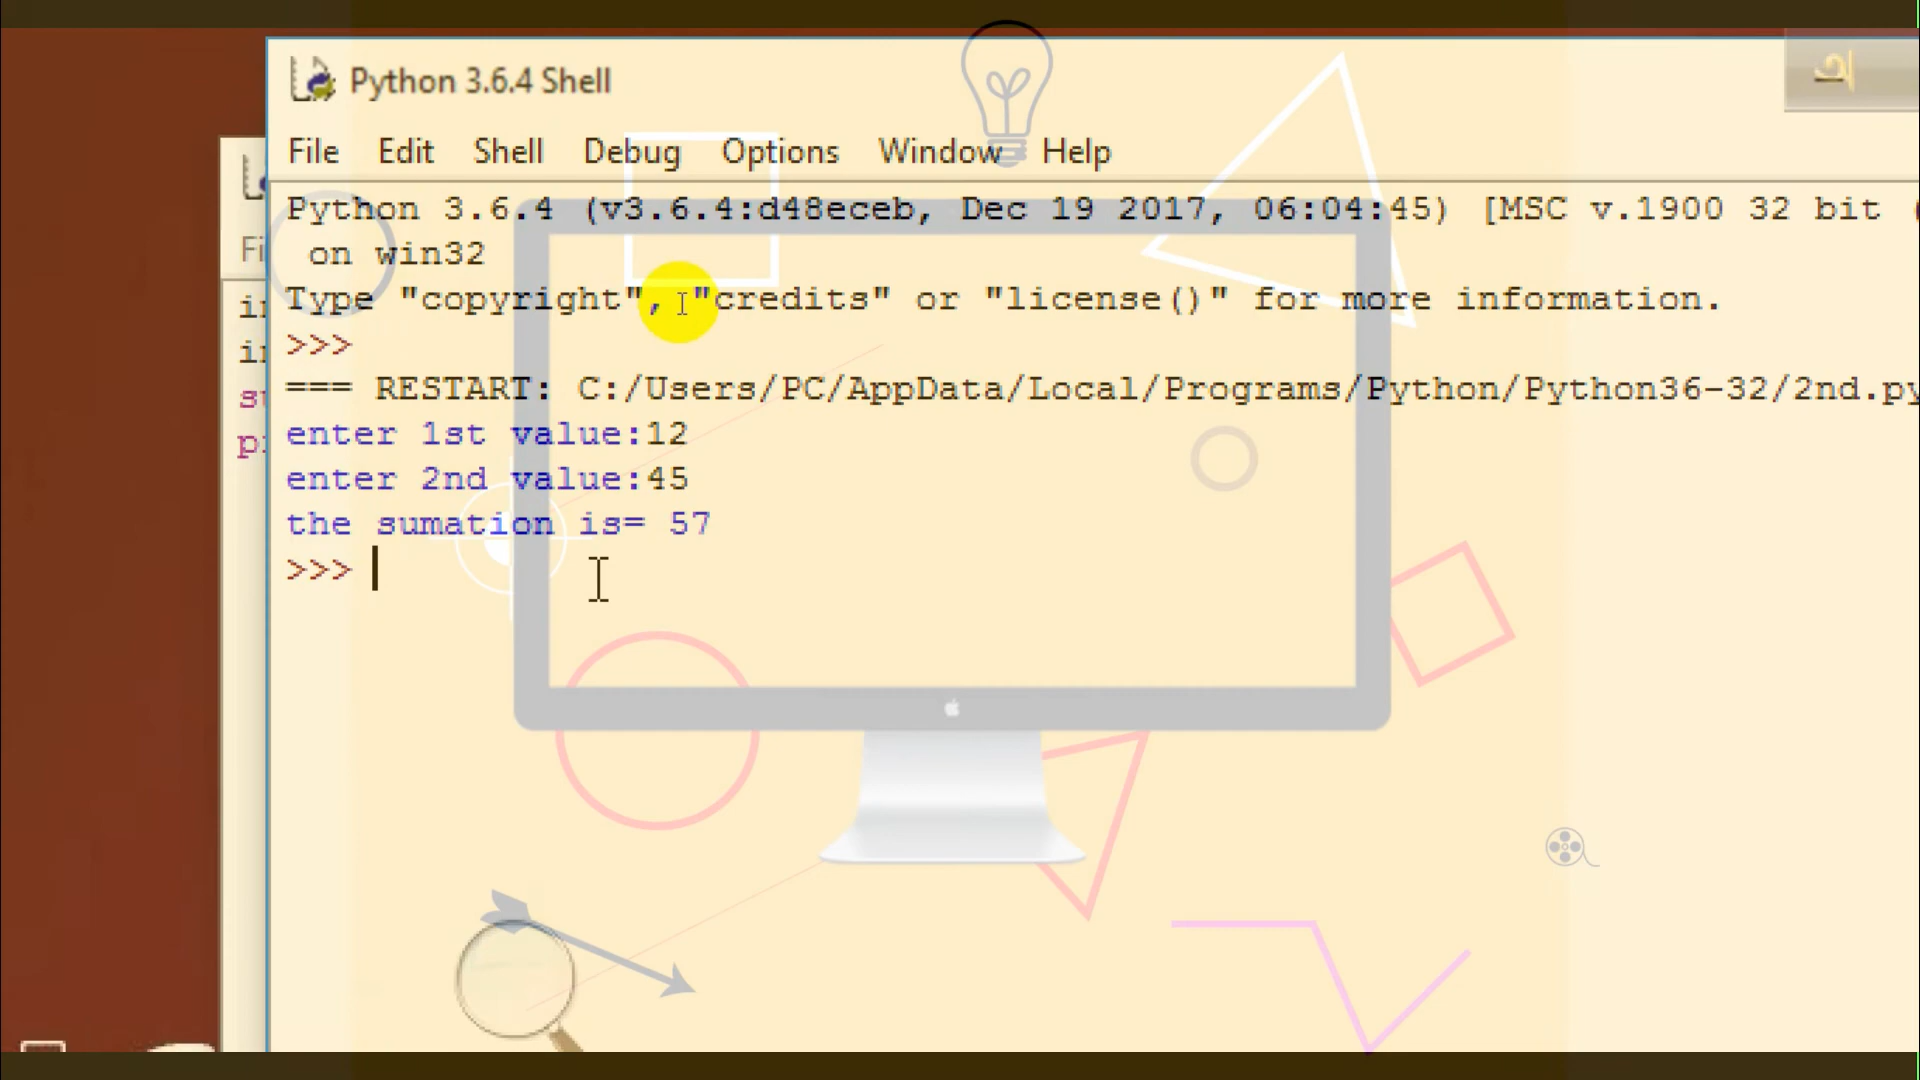 Python 3.6.4 Shell
File Edit Shell Debug Options Window Help
Python 3.6.4 (v3.6.4:d48eceb, Dec 19 2017, 06:04:45) [MSC v.1900 32 bit (
on win32
Type "copyright", "credits" or "license()" for more information.
>>>
=== RESTART: C:/Users/PC/AppData/Local/Programs/Python/Python36-32/2nd.py
enter 1st value:12
enter 2nd value:45
the sumation is= 57
>>>